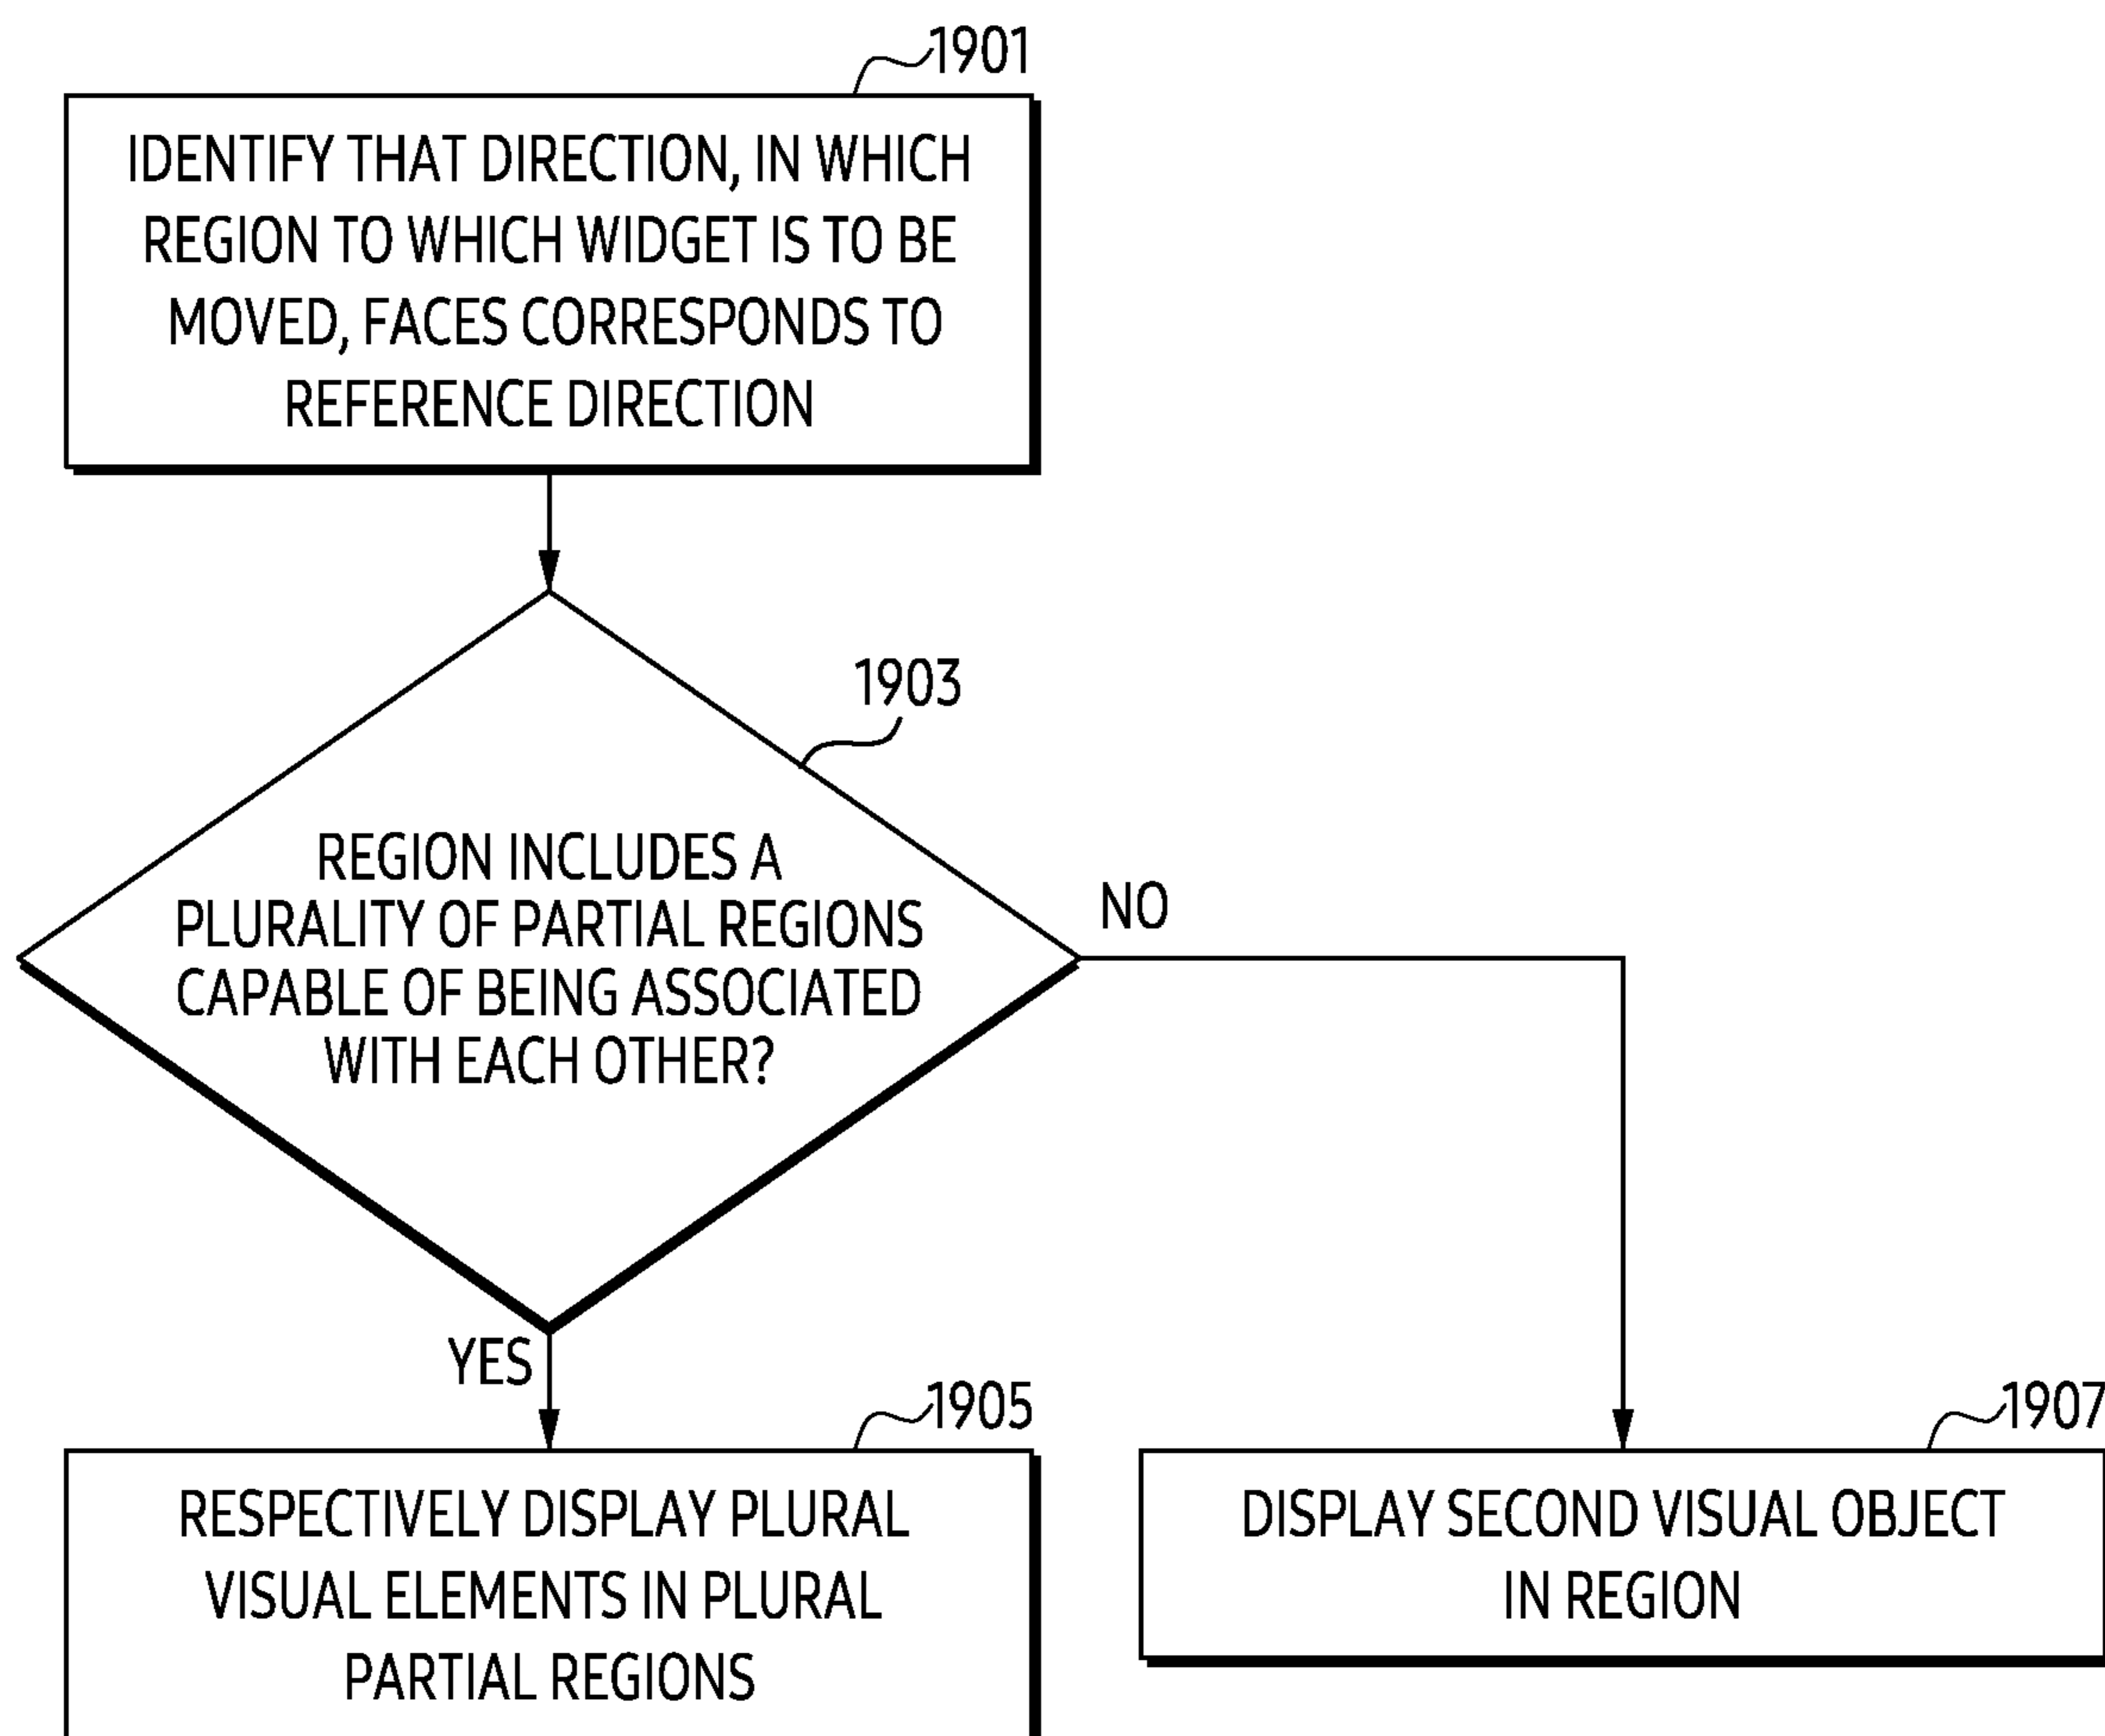 1901
IDENTIFY THAT DIRECTION, IN WHICH
REGION TO WHICH WIDGET IS TO BE
MOVED, FACES CORRESPONDS TO
REFERENCE DIRECTION
1903
REGION INCLUDES A
PLURALITY OF PARTIAL REGIONS
CAPABLE OF BEING ASSOCIATED
WITH EACH OTHER?
NO
YES
1905
RESPECTIVELY DISPLAY PLURAL
VISUAL ELEMENTS IN PLURAL
PARTIAL REGIONS
1907
DISPLAY SECOND VISUAL OBJECT
IN REGION